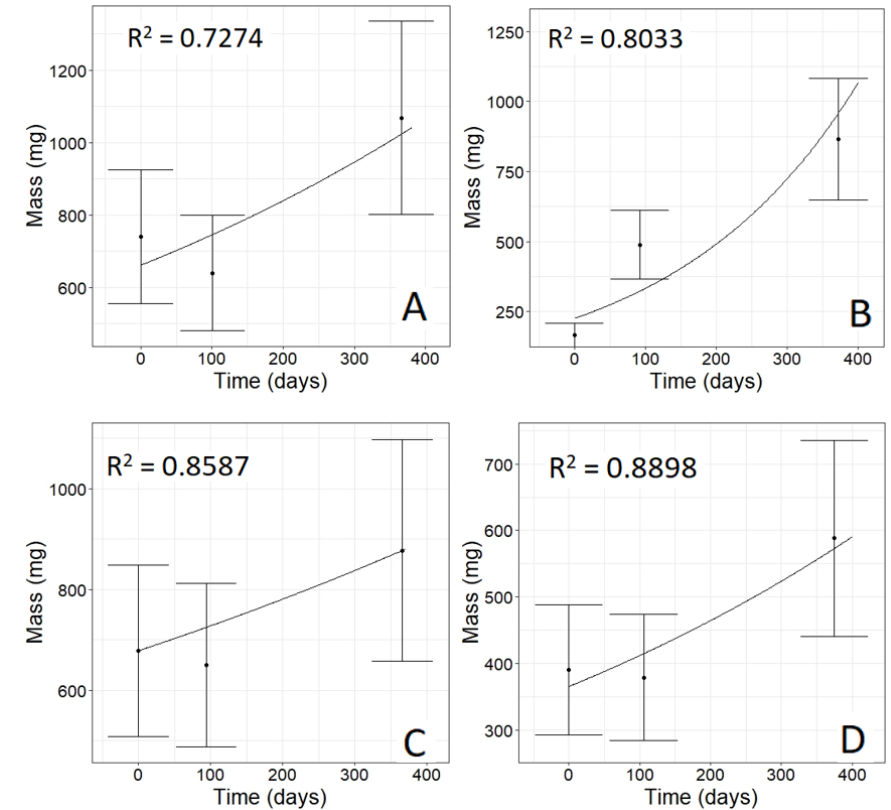 R² = 0.7274
Mass (mg)
1200
1000
800
600
A
0 100 200 300 400
Time (days)
R² = 0.8033
Mass (mg)
1250
1000
750
500
250
B
0 100 200 300 400
Time (days)
R² = 0.8587
Mass (mg)
1000
800
600
C
0 100 200 300 400
Time (days)
R² = 0.8898
Mass (mg)
700
600
500
400
300
D
0 100 200 300 400
Time (days)